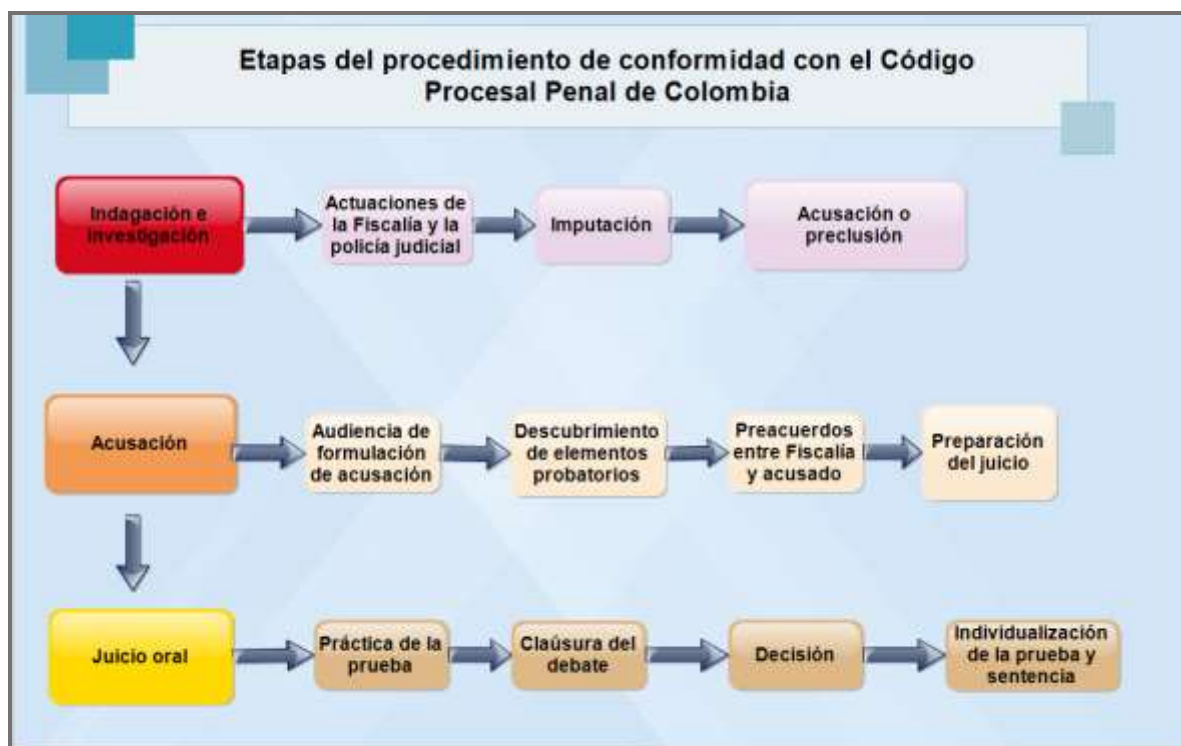 Etapas del procedimiento de conformidad con el Código
Procesal Penal de Colombia
Indagación e
investigación
Actuaciones de
la Fiscalía y la
policía judicial
Imputación
Acusación o
preclusión
Acusación
Audiencia de
formulación
de acusación
Descubrimiento
de elementos
probatorios
Preacuerdos
entre Fiscalía
y acusado
Preparación
del juicio
Juicio oral
Práctica de la
prueba
Claúsura del
debate
Decisión
Individualización
de la prueba y
sentencia